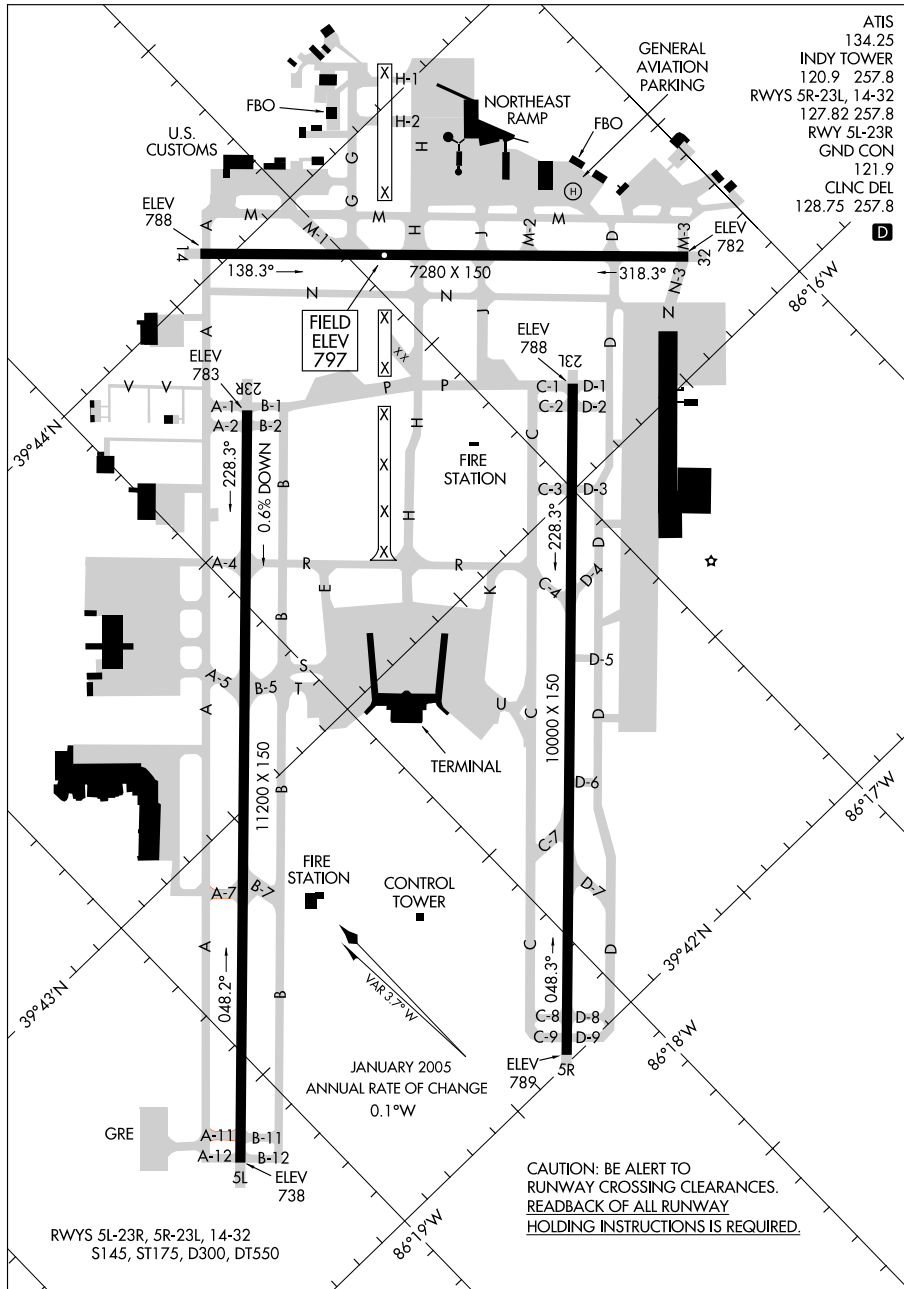 ATIS
134.25
INDY TOWER
120.9 257.8
RWYS 5R-23L, 14-32
127.82 257.8
RWY 5L-23R
GND CON
121.9
CLNC DEL
128.75 257.8
D
GENERAL
AVIATION
PARKING
NORTHEAST
RAMP
FBO
H
FBO
U.S.
CUSTOMS
X
H-1
H-2
H
G
G
X
ELEV
788
A
M
M-1
M
H
J
M-2
M
D
M-3
ELEV
782
14
32
138.3°
7280 X 150
318.3°
N-3
86°16'W
A
N
N
J
N
D
FIELD
ELEV
797
X
X X
X
ELEV
788
23L
ELEV
783
23R
V V
P P
C-1 D-1
C-2 D-2
A-1 B-1
A-2 B-2
X
H
C
39°44'N
228.3°
0.6% DOWN
B
X
FIRE
STATION
C-3 D-3
228.3°
X
H
D
X
A-4
R
R
E
K
C-4
D-4
B
S
T
A-5
B-5
A
D-5
U
C
D
10000 X 150
TERMINAL
11200 X 150
B
D-6
C-7
86°17'W
FIRE
STATION
CONTROL
TOWER
A-7
B-7
D-7
A
C
D
39°42'N
048.2°
B
VAR 3.7° W
048.3°
C-8 D-8
C-9 D-9
39°43'N
86°18'W
ELEV
789
5R
JANUARY 2005
ANNUAL RATE OF CHANGE
0.1°W
GRE
A-11 B-11
A-12 B-12
5L
ELEV
738
CAUTION: BE ALERT TO
RUNWAY CROSSING CLEARANCES.
READBACK OF ALL RUNWAY
HOLDING INSTRUCTIONS IS REQUIRED.
86°19'W
RWYS 5L-23R, 5R-23L, 14-32
S145, ST175, D300, DT550